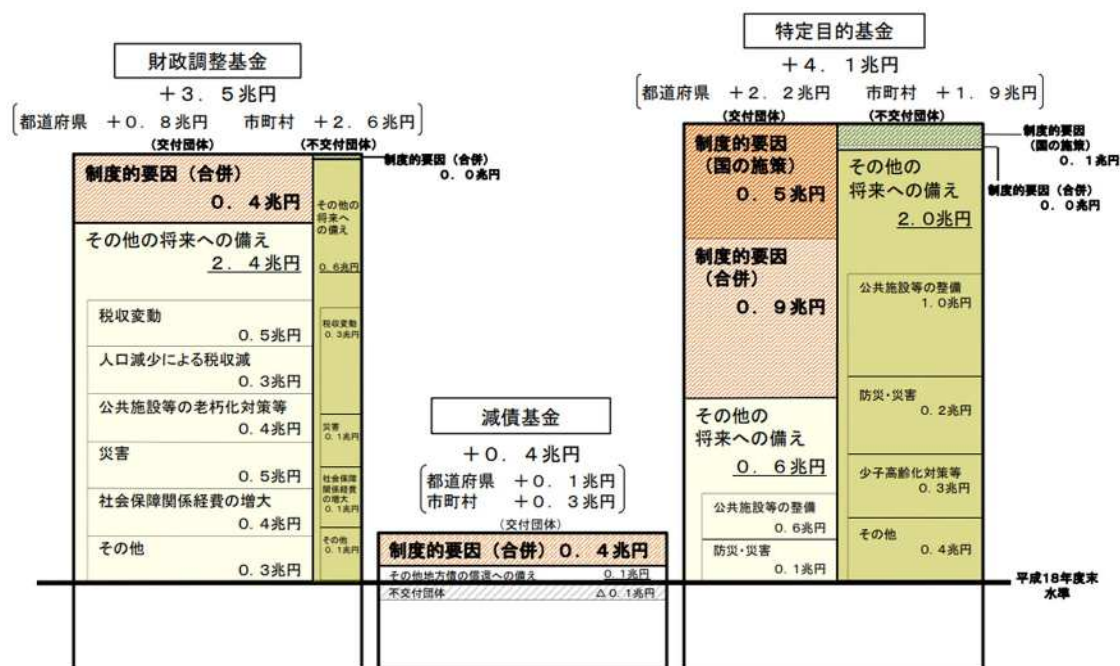 財政調整基金
+3.5兆円
都道府県 +0.8兆円 市町村 +2.6兆円
(交付団体) (不交付団体)
制度的要因(合併)
0.4兆円
その他の将来への備え
2.4兆円
税収変動
0.5兆円
人口減少による税収減
0.3兆円
公共施設等の老朽化対策等
0.4兆円
災害
0.5兆円
社会保障関係経費の増大
0.4兆円
その他
0.3兆円
制度的要因(合併)
0.0兆円
その他の
将来へ
の備え
0.6兆円
税収変動
0.3兆円
災害
0.1兆円
社会保障
関係経費
の増大
0.1兆円
その他
0.1兆円
減債基金
+0.4兆円
都道府県 +0.1兆円
市町村 +0.3兆円
(交付団体)
制度的要因(合併)0.4兆円
その他地方債の償還への備え 0.1兆円
不交付団体 △0.1兆円
特定目的基金
+4.1兆円
都道府県 +2.2兆円 市町村 +1.9兆円
(交付団体) (不交付団体)
制度的要因
(国の施策)
0.5兆円
制度的要因
(合併)
0.9兆円
その他の
将来への備え
0.6兆円
公共施設等の整備
0.6兆円
防災・災害
0.1兆円
制度的要因
(国の施策)
0.1兆円
制度的要因(合併)
0.0兆円
その他の
将来への備え
2.0兆円
公共施設等の整備
1.0兆円
防災・災害
0.2兆円
少子高齢化対策等
0.3兆円
その他
0.4兆円
平成18年度末
水準